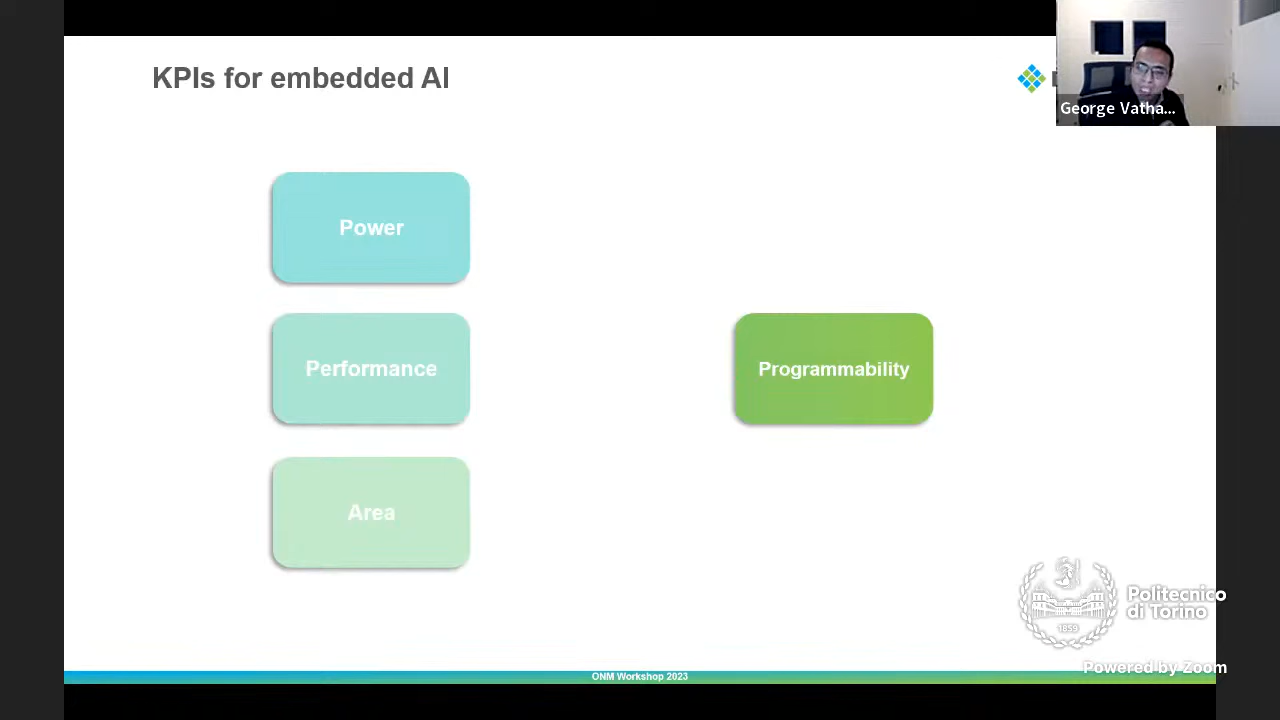 KPIs for embedded AI
George Vatha...
Power
Performance
Programmability
Area
Politecnico
di Torino
1859
Powered by Zoom
ONM Workshop 2023